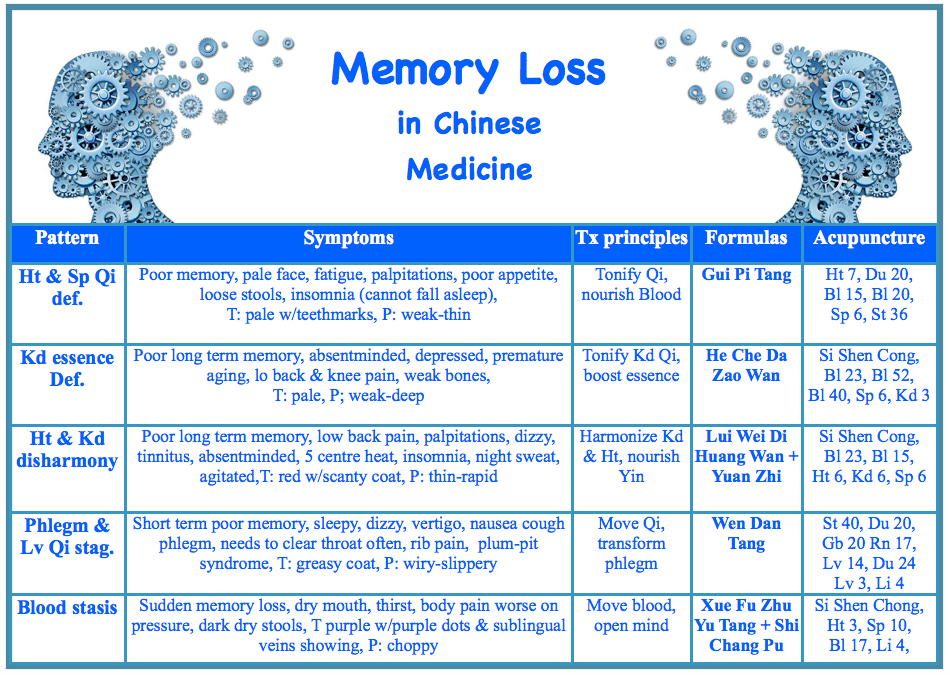 Memory Loss
in Chinese
Medicine
Pattern Symptoms Tx principles Formulas Acupuncture
Ht & Sp Qi
def.
Poor memory, pale face, fatigue, palpitations, poor appetite,
loose stools, insomnia (cannot fall asleep),
T: pale w/teethmarks, P: weak-thin
Tonify Qi,
nourish Blood
Gui Pi Tang
Ht 7, Du 20,
Bl 15, Bl 20,
Sp 6, St 36
Kd essence
Def.
Poor long term memory, absentminded, depressed, premature
aging, lo back & knee pain, weak bones,
T: pale, P; weak-deep
Tonify Kd Qi,
boost essence
He Che Da
Zao Wan
Si Shen Cong,
Bl 23, Bl 52,
Bl 40, Sp 6, Kd 3
Ht & Kd
disharmony
Poor long term memory, low back pain, palpitations, dizzy,
tinnitus, absentminded, 5 centre heat, insomnia, night sweat,
agitated,T: red w/scanty coat, P: thin-rapid
Harmonize Kd
& Ht, nourish
Yin
Lui Wei Di
Huang Wan +
Yuan Zhi
Si Shen Cong,
Bl 23, Bl 15,
Ht 6, Kd 6, Sp 6
Phlegm &
Lv Qi stag.
Short term poor memory, sleepy, dizzy, vertigo, nausea cough
phlegm, needs to clear throat often, rib pain, plum-pit
syndrome, T: greasy coat, P: wiry-slippery
Move Qi,
transform
phlegm
Wen Dan
Tang
St 40, Du 20,
Gb 20 Rn 17,
Lv 14, Du 24
Lv 3, Li 4
Blood stasis
Sudden memory loss, dry mouth, thirst, body pain worse on
pressure, dark dry stools, T purple w/purple dots & sublingual
veins showing, P: choppy
Move blood,
open mind
Xue Fu Zhu
Yu Tang + Shi
Chang Pu
Si Shen Chong,
Ht 3, Sp 10,
Bl 17, Li 4,